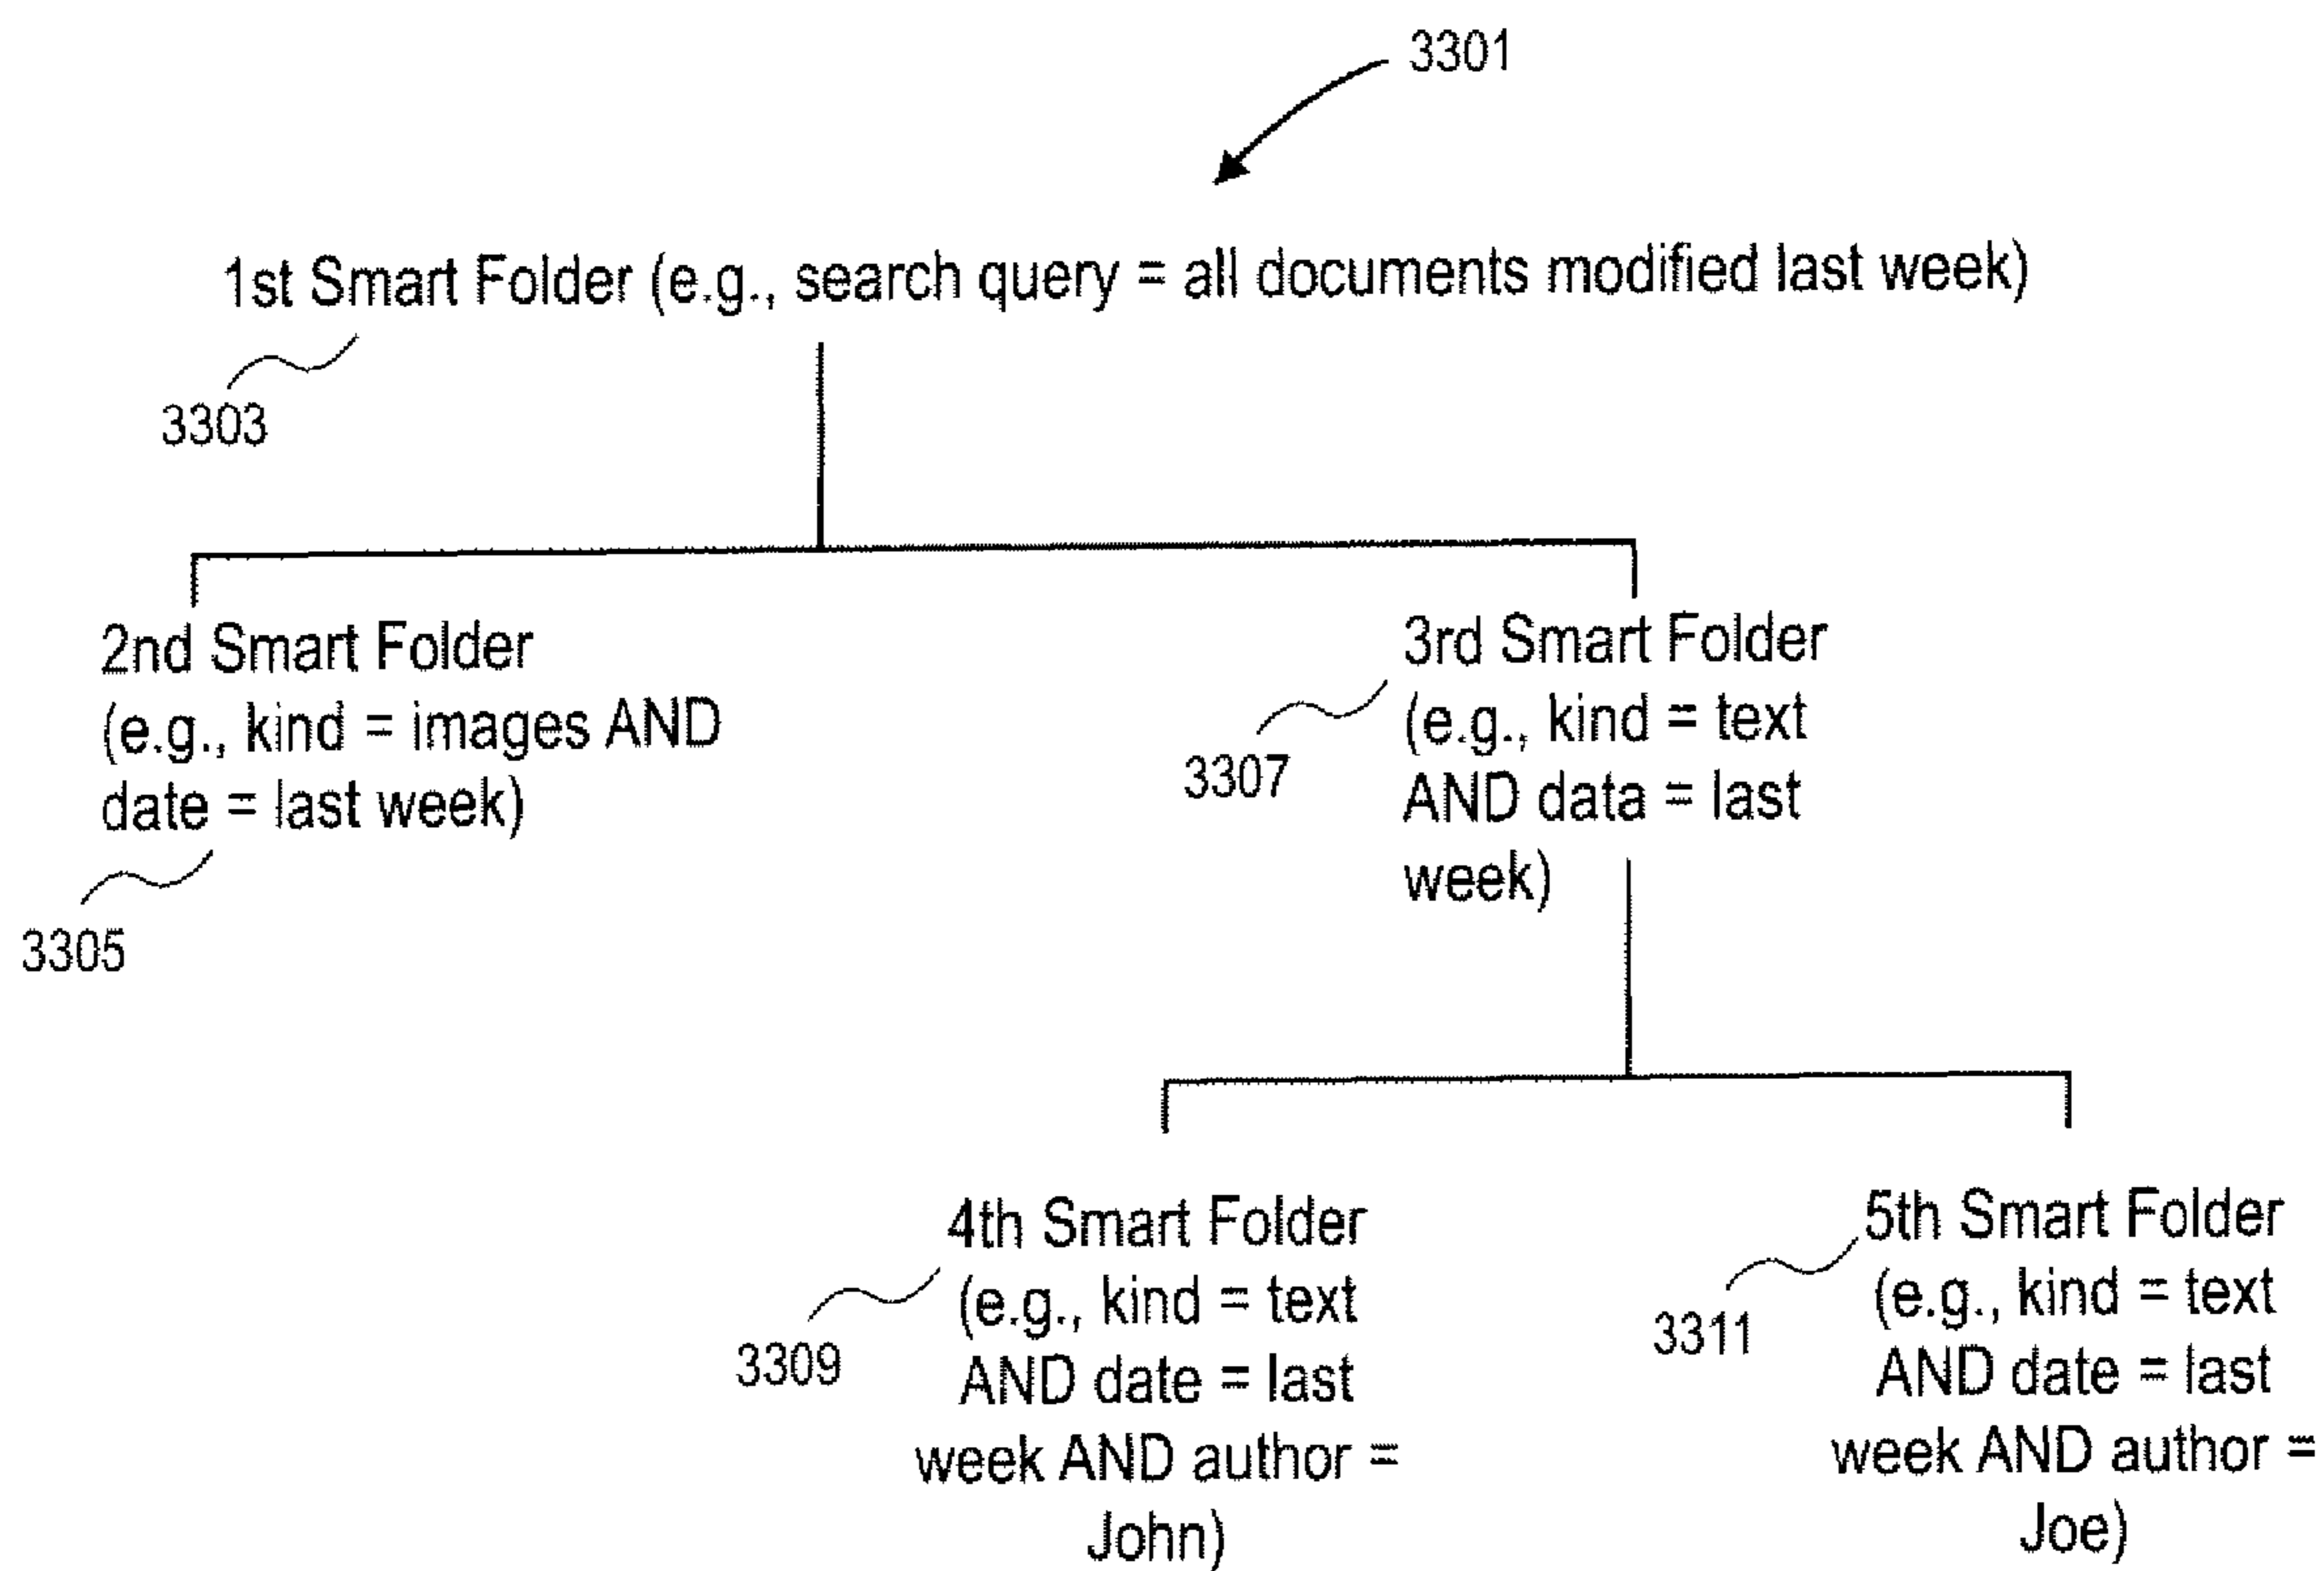 3301
1st Smart Folder (e.g., search query = all documents modified last week)
3303
2nd Smart Folder
(e.g., kind = images AND
date = last week)
3305
3rd Smart Folder
(e.g., kind = text
AND data = last
week)
3307
4th Smart Folder
(e.g., kind = text
AND date = last
week AND author =
John)
3309
5th Smart Folder
(e.g., kind = text
AND date = last
week AND author =
Joe)
3311